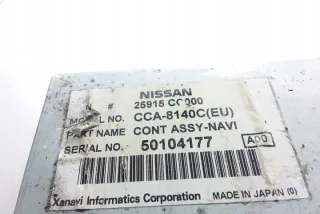 NISSAN
# 25915 CC000
MODEL NO. CCA-8140C(EU)
PART NAME CONT ASSY-NAVI
SERIAL NO. 50104177 A00
Xanavi Informatics Corporation MADE IN JAPAN (0)